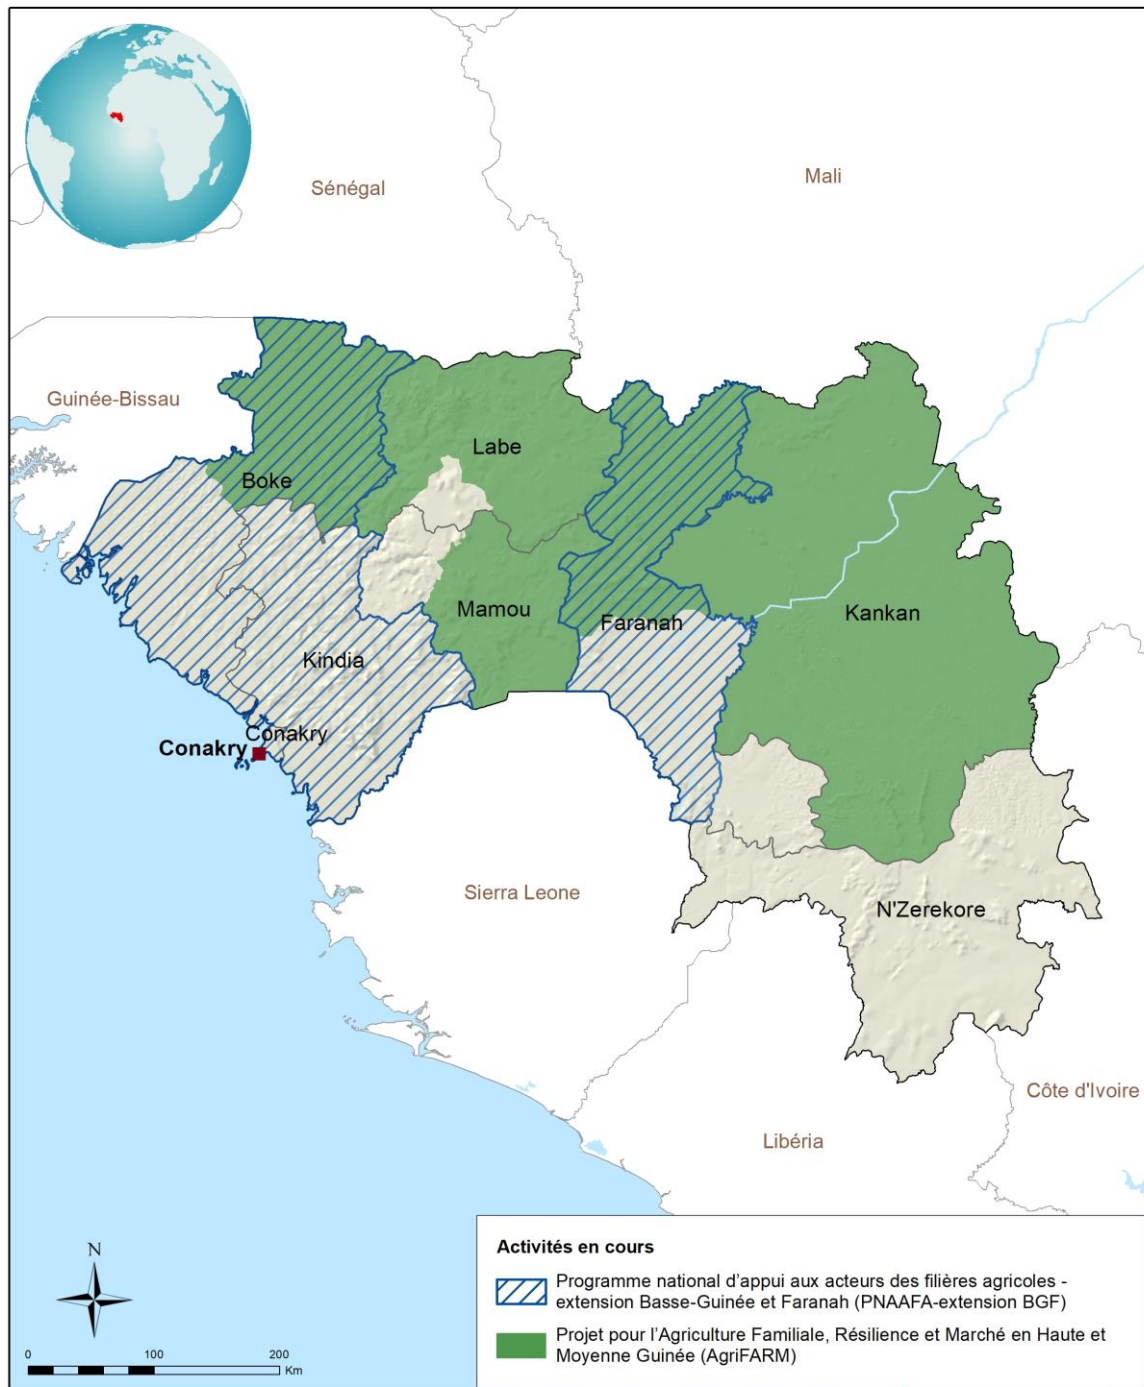 Sénégal
Mali
Guinée-Bissau
Labe
Boke
Mamou
Faranah
Kankan
Kindia
Conakry
Conakry
Sierra Leone
N'Zerekore
Côte d'Ivoire
Libéria
N
0 100 200
Km
Activités en cours
Programme national d'appui aux acteurs des filières agricoles -
extension Basse-Guinée et Faranah (PNAAFA-extension BGF)
Projet pour l'Agriculture Familiale, Résilience et Marché en Haute et
Moyenne Guinée (AgriFARM)